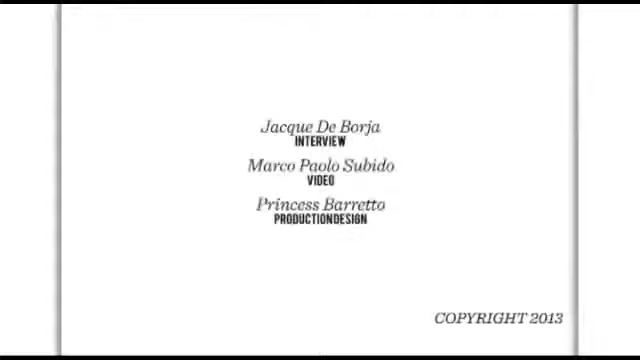 Jacque De Borja
INTERVIEW
Marco Paolo Subido
VIDEO
Princess Barretto
PRODUCTIONDESIGN
COPYRIGHT 2013